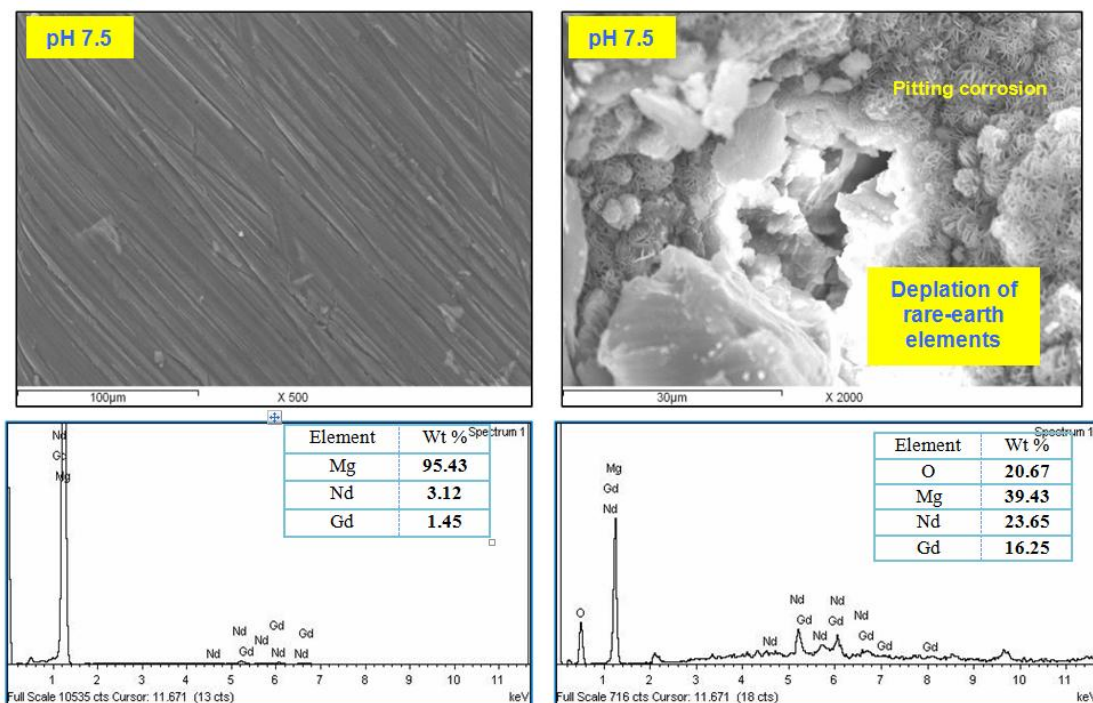 pH 7.5
100µm X 500
pH 7.5
Pitting corrosion
Deplation of
rare-earth
elements
30µm X 2000
Spectrum 1
Element Wt %
Mg 95.43
Nd 3.12
Gd 1.45
Nd
Gd
Mg
Nd
Nd
Gd
Nd
Gd
Nd
Gd
Nd
1 2 3 4 5 6 7 8 9 10 11
Full Scale 10535 cts Cursor: 11.671 (13 cts) keV
Spectrum 1
Element Wt %
O 20.67
Mg 39.43
Nd 23.65
Gd 16.25
Mg
Gd
Nd
O
Nd
Nd
Gd
Nd
Nd
Gd
Nd
Gd
Gd
Gd
0 1 2 3 4 5 6 7 8 9 10 11
Full Scale 716 cts Cursor: 11.671 (18 cts) keV